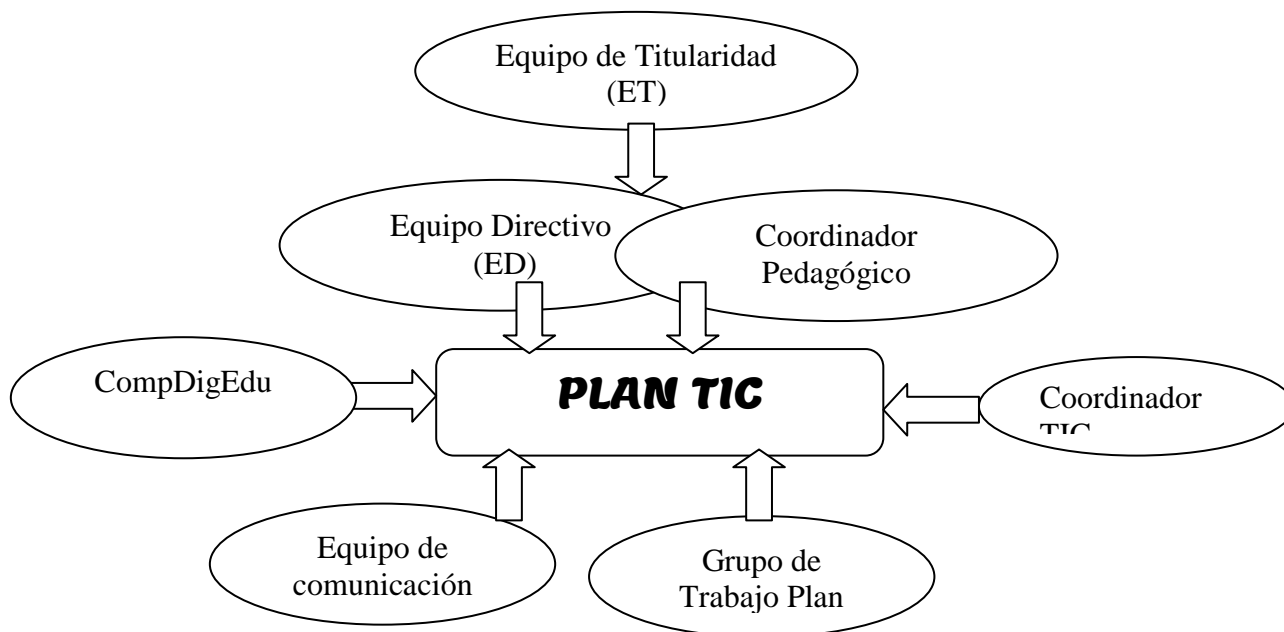 Equipo de Titularidad
(ET)
Equipo Directivo
(ED)
Coordinador
Pedagógico
CompDigEdu
PLAN TIC
Coordinador
TIC
Equipo de
comunicación
Grupo de
Trabajo Plan